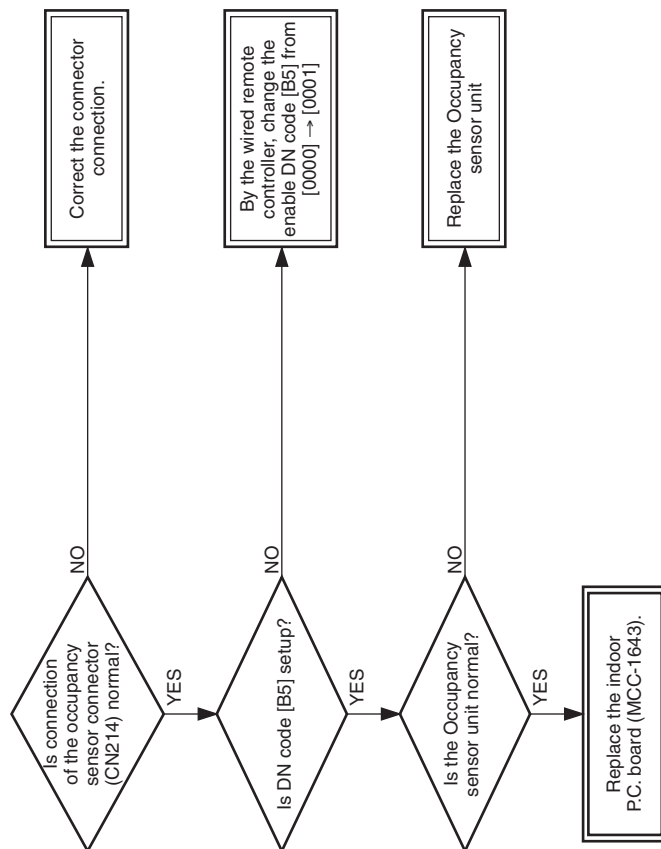 Is connection
of the occupancy
sensor connector
(CN214) normal?
NO
Correct the connector
connection.
YES
Is DN code [B5] setup?
NO
By the wired remote
controller, change the
enable DN code [B5] from
[0000] → [0001]
YES
Is the Occupancy
sensor unit normal?
NO
Replace the Occupancy
sensor unit
YES
Replace the indoor
P.C. board (MCC-1643).